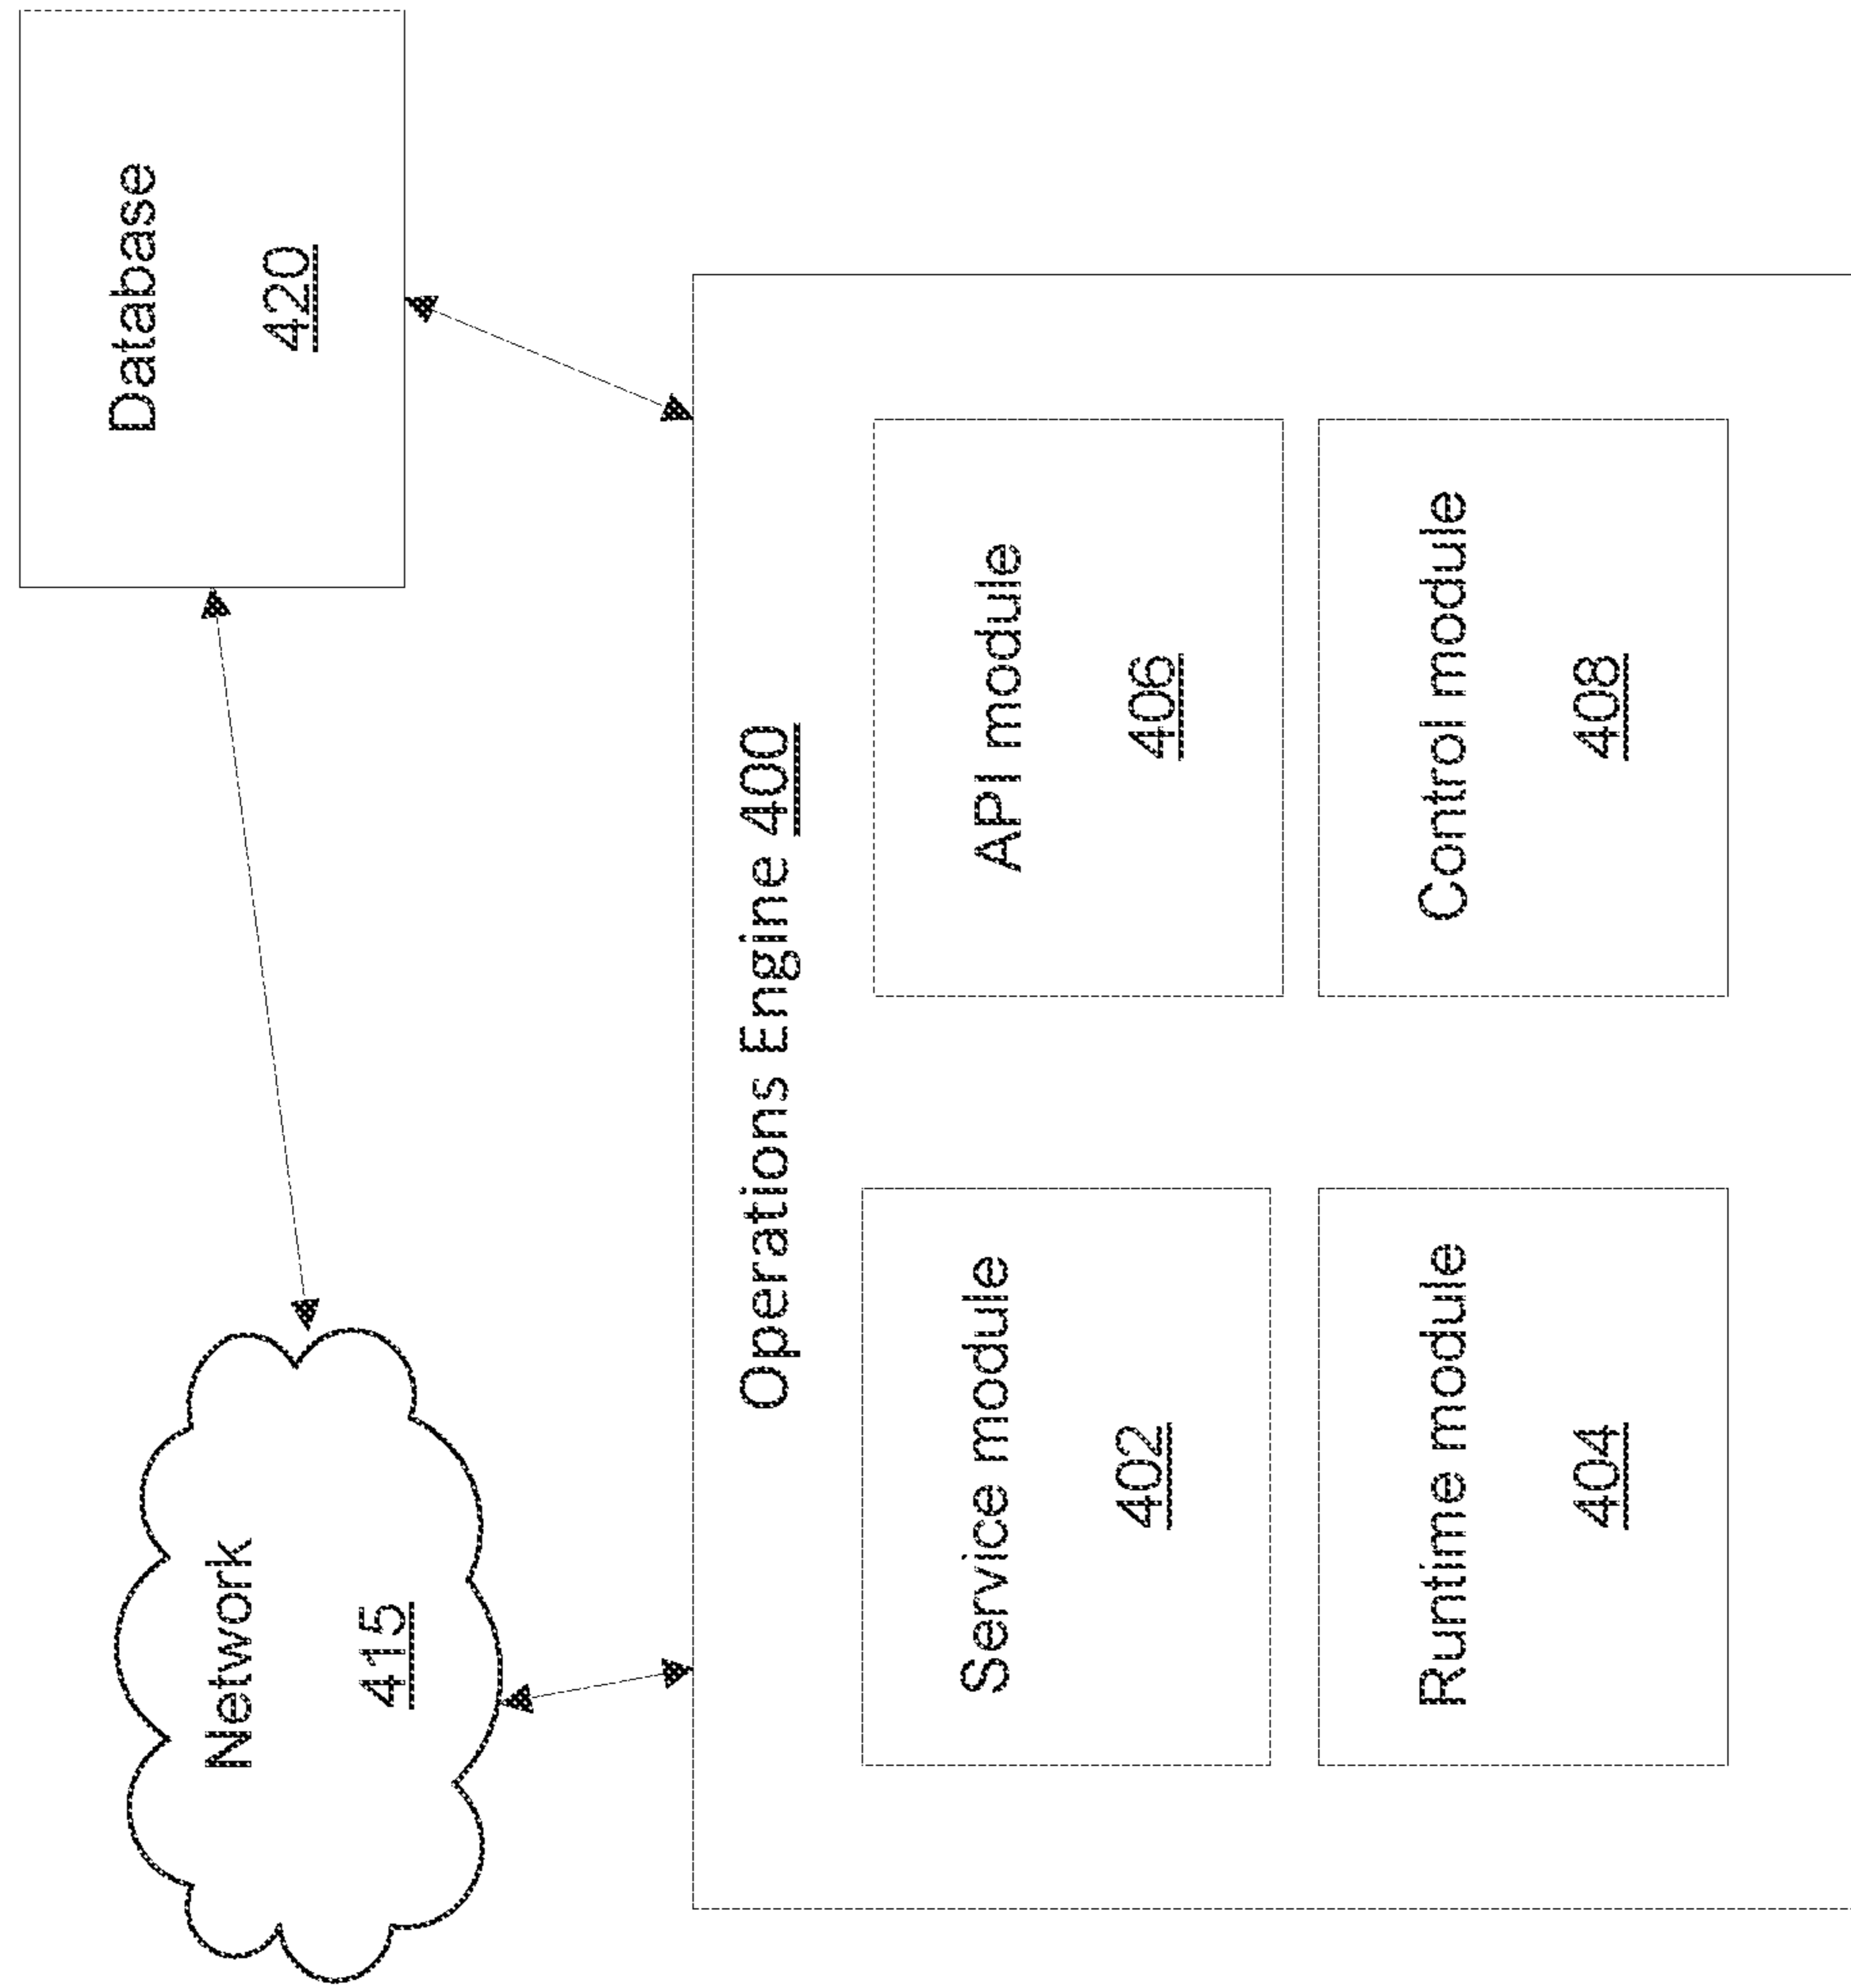 Network
415
Database
420
Operations Engine 400
Service module
402
API module
406
Runtime module
404
Control module
408